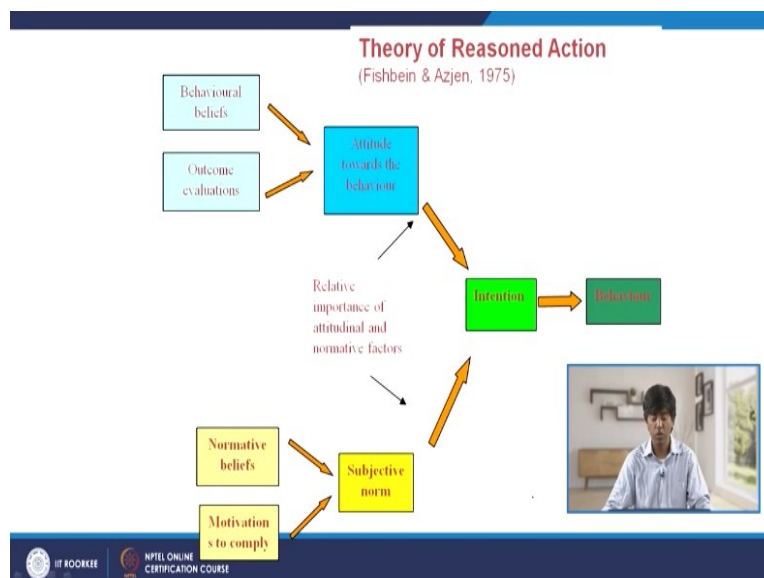 Theory of Reasoned Action
(Fishbein & Azjen, 1975)
Behavioural
beliefs
Outcome
evaluations
Attitude
towards the
behaviour
Relative
importance of
attitudinal and
normative factors
Intention
Behaviour
Normative
beliefs
Motivation
s to comply
Subjective
norm
IIT ROORKEE
NPTEL ONLINE
CERTIFICATION COURSE